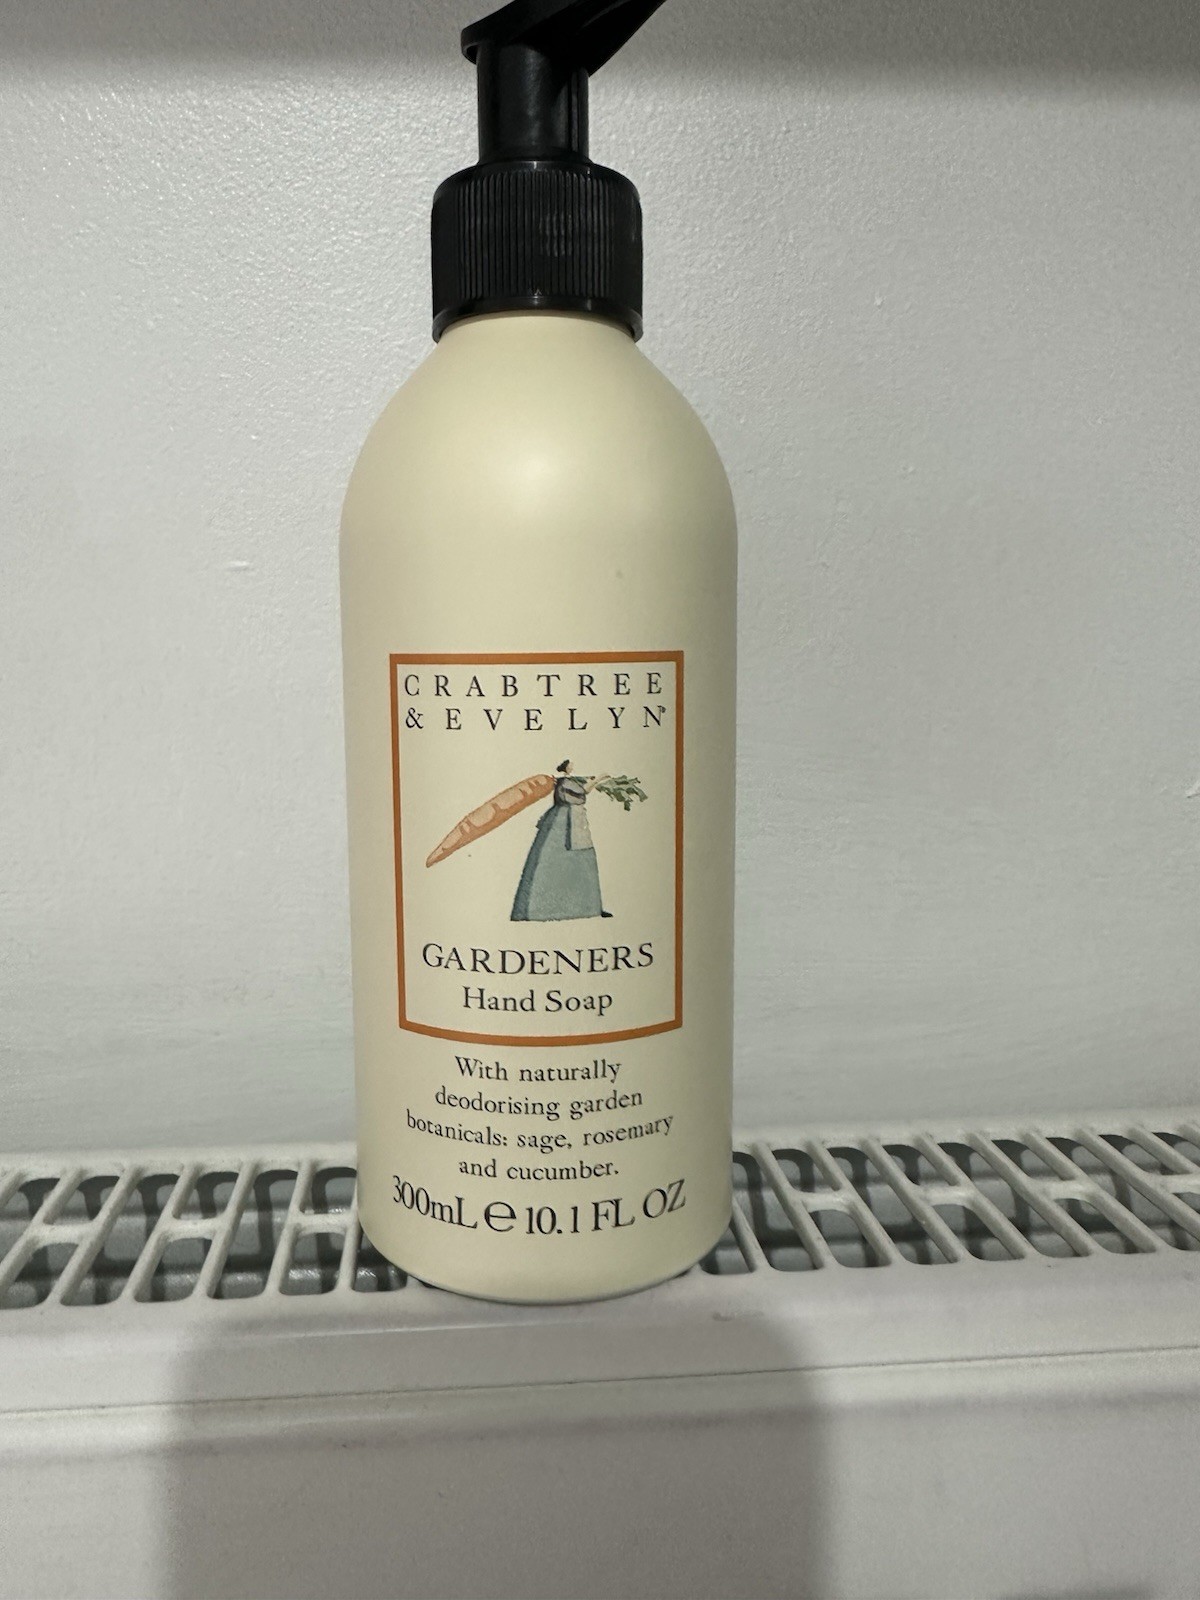 CRABTREE
& EVELYN®
GARDENERS
Hand Soap
With naturally
deodorising garden
botanicals: sage, rosemary
and cucumber.
300mL ℮ 10.1 FL OZ